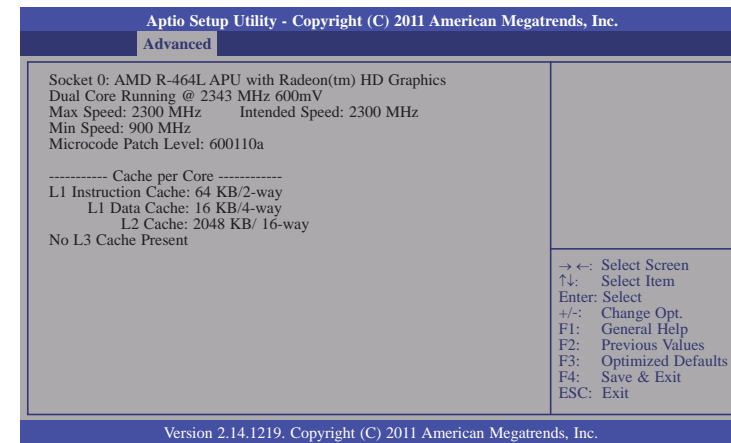 Aptio Setup Utility - Copyright (C) 2011 American Megatrends, Inc.
Advanced
Socket 0: AMD R-464L APU with Radeon(tm) HD Graphics
Dual Core Running @ 2343 MHz 600mV
Max Speed: 2300 MHz Intended Speed: 2300 MHz
Min Speed: 900 MHz
Microcode Patch Level: 600110a
----------- Cache per Core ------------
L1 Instruction Cache: 64 KB/2-way
L1 Data Cache: 16 KB/4-way
L2 Cache: 2048 KB/ 16-way
No L3 Cache Present
→ ←: Select Screen
↑↓: Select Item
Enter: Select
+/-: Change Opt.
F1: General Help
F2: Previous Values
F3: Optimized Defaults
F4: Save & Exit
ESC: Exit
Version 2.14.1219. Copyright (C) 2011 American Megatrends, Inc.